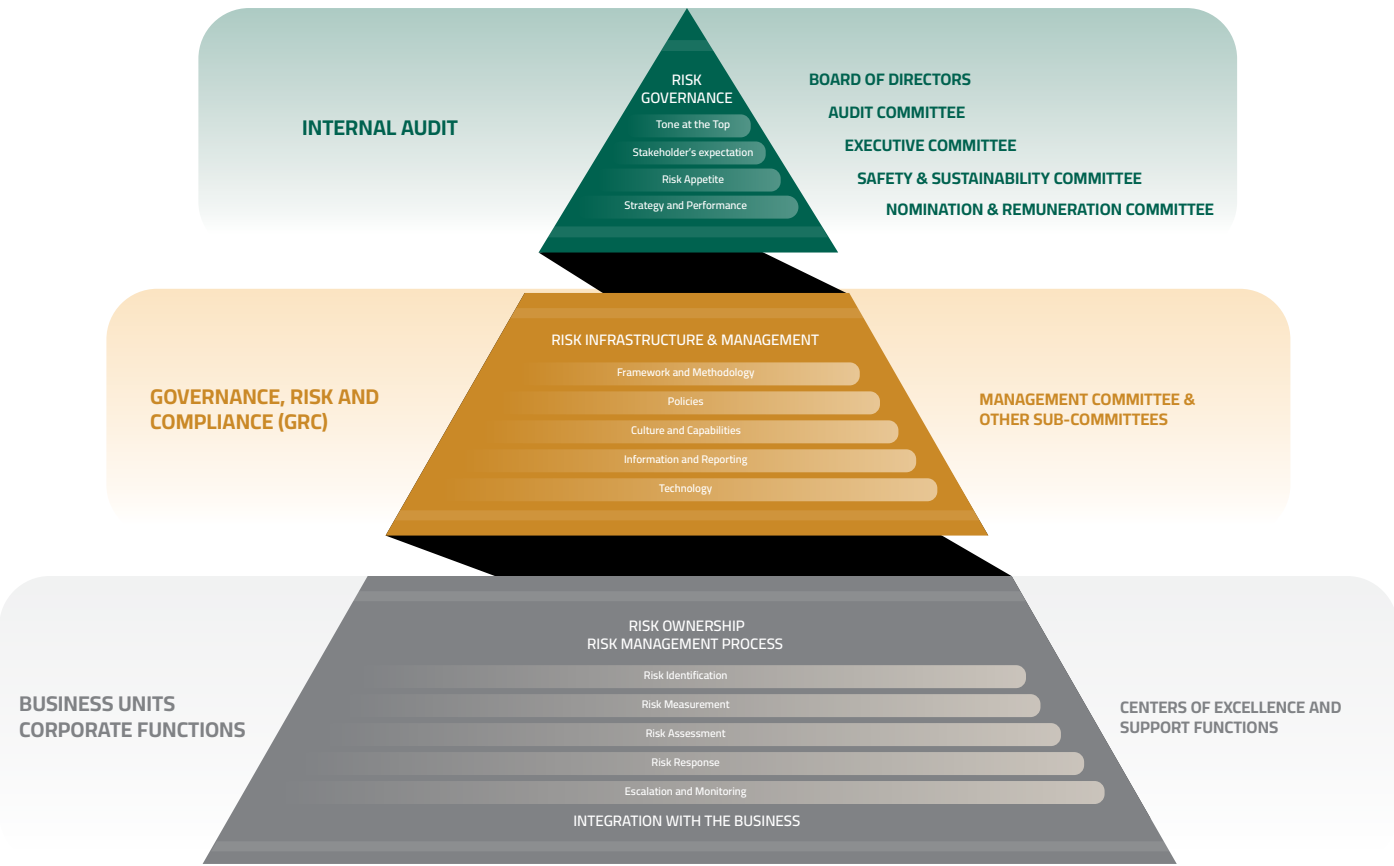 INTERNAL AUDIT
RISK
GOVERNANCE
Tone at the Top
Stakeholder's expectation
Risk Appetite
Strategy and Performance
BOARD OF DIRECTORS
AUDIT COMMITTEE
EXECUTIVE COMMITTEE
SAFETY & SUSTAINABILITY COMMITTEE
NOMINATION & REMUNERATION COMMITTEE
GOVERNANCE, RISK AND
COMPLIANCE (GRC)
RISK INFRASTRUCTURE & MANAGEMENT
Framework and Methodology
Policies
Culture and Capabilities
Information and Reporting
Technology
MANAGEMENT COMMITTEE &
OTHER SUB-COMMITTEES
BUSINESS UNITS
CORPORATE FUNCTIONS
RISK OWNERSHIP
RISK MANAGEMENT PROCESS
Risk Identification
Risk Measurement
Risk Assessment
Risk Response
Escalation and Monitoring
INTEGRATION WITH THE BUSINESS
CENTERS OF EXCELLENCE AND
SUPPORT FUNCTIONS